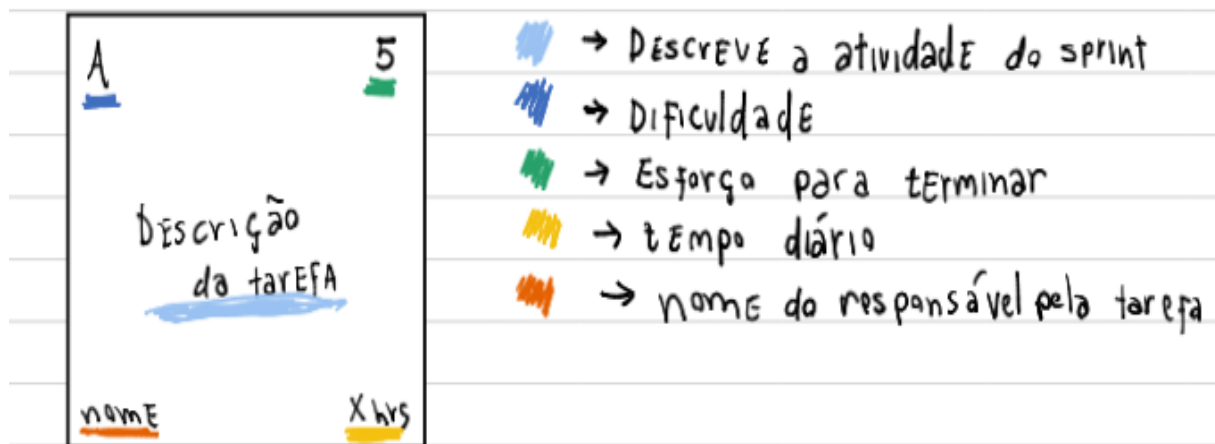 A 5
Descrição
da tarefa
nome X hrs
→ Descreve a atividade do sprint
→ Dificuldade
→ Esforço para terminar
→ tempo diário
→ nome do responsável pela tarefa